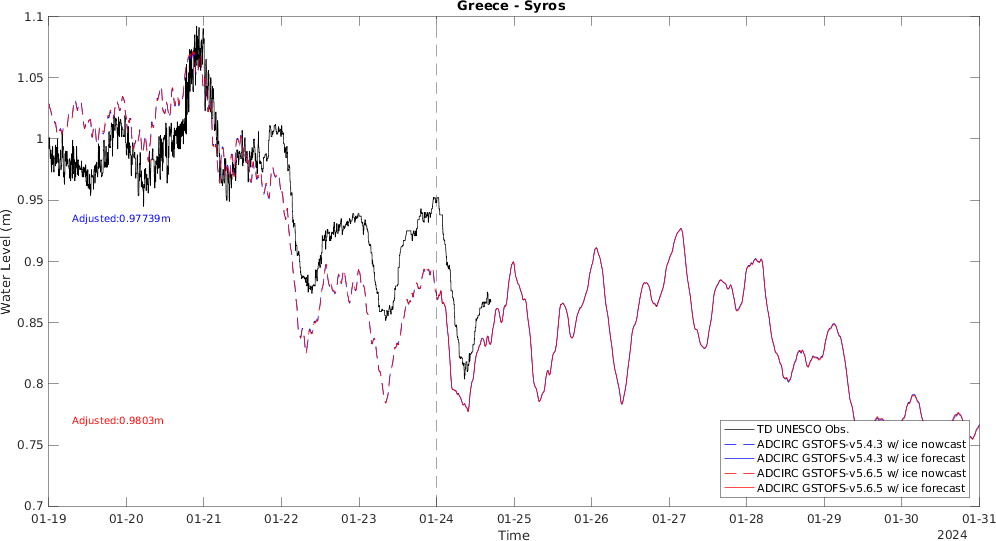 Greece - Syros
Water Level (m)
1.1
1.05
1
0.95
0.9
0.85
0.8
0.75
0.7
Adjusted:0.97739m
Adjusted:0.9803m
TD UNESCO Obs.
ADCIRC GSTOFS-v5.4.3 w/ ice nowcast
ADCIRC GSTOFS-v5.4.3 w/ ice forecast
ADCIRC GSTOFS-v5.6.5 w/ ice nowcast
ADCIRC GSTOFS-v5.6.5 w/ ice forecast
01-19 01-20 01-21 01-22 01-23 01-24 01-25 01-26 01-27 01-28 01-29 01-30 01-31
Time
2024